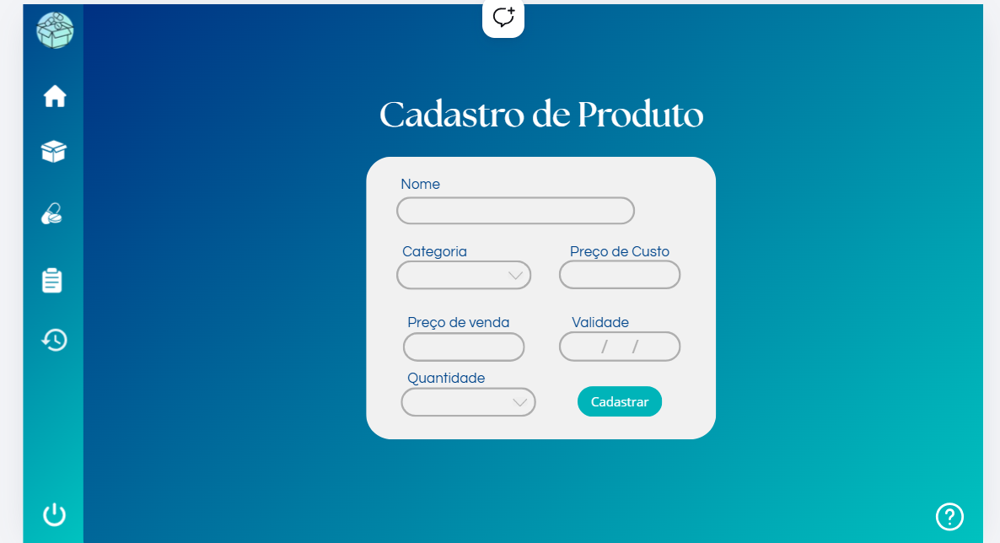 Cadastro de Produto
Nome
Categoria
Preço de Custo
Preço de venda
Validade
/ /
Quantidade
Cadastrar
?